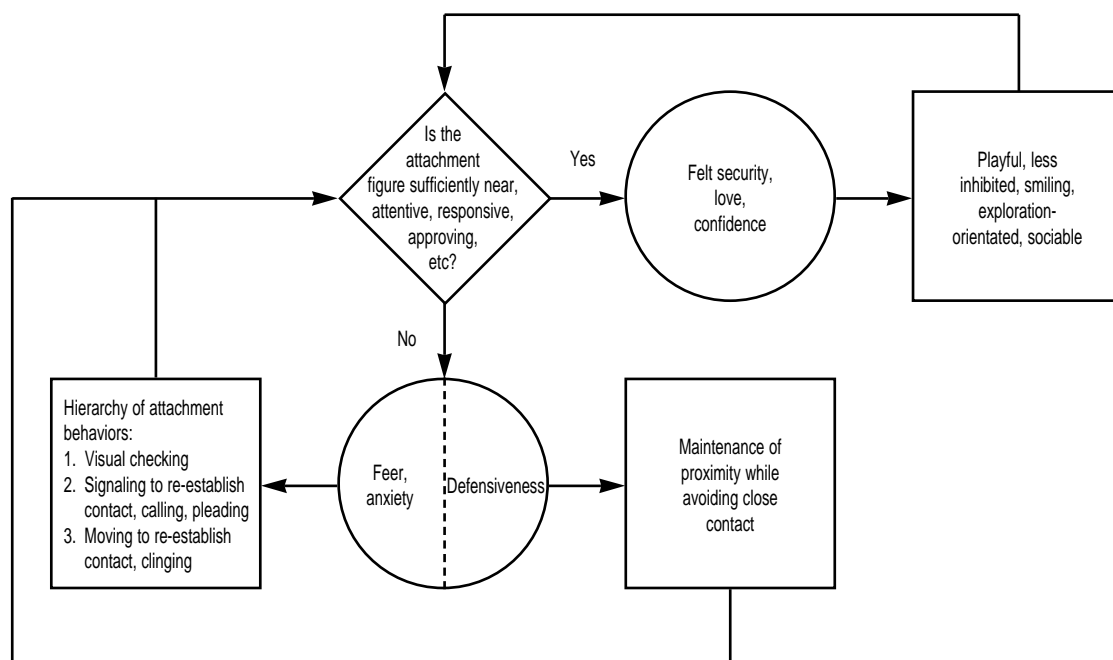 Is the
attachment
figure sufficiently near,
attentive, responsive,
approving,
etc?
Yes
Felt security,
love,
confidence
Playful, less
inhibited, smiling,
exploration-
orientated, sociable
No
Hierarchy of attachment
behaviors:
1. Visual checking
2. Signaling to re-establish
contact, calling, pleading
3. Moving to re-establish
contact, clinging
Feer,
anxiety
Defensiveness
Maintenance of
proximity while
avoiding close
contact